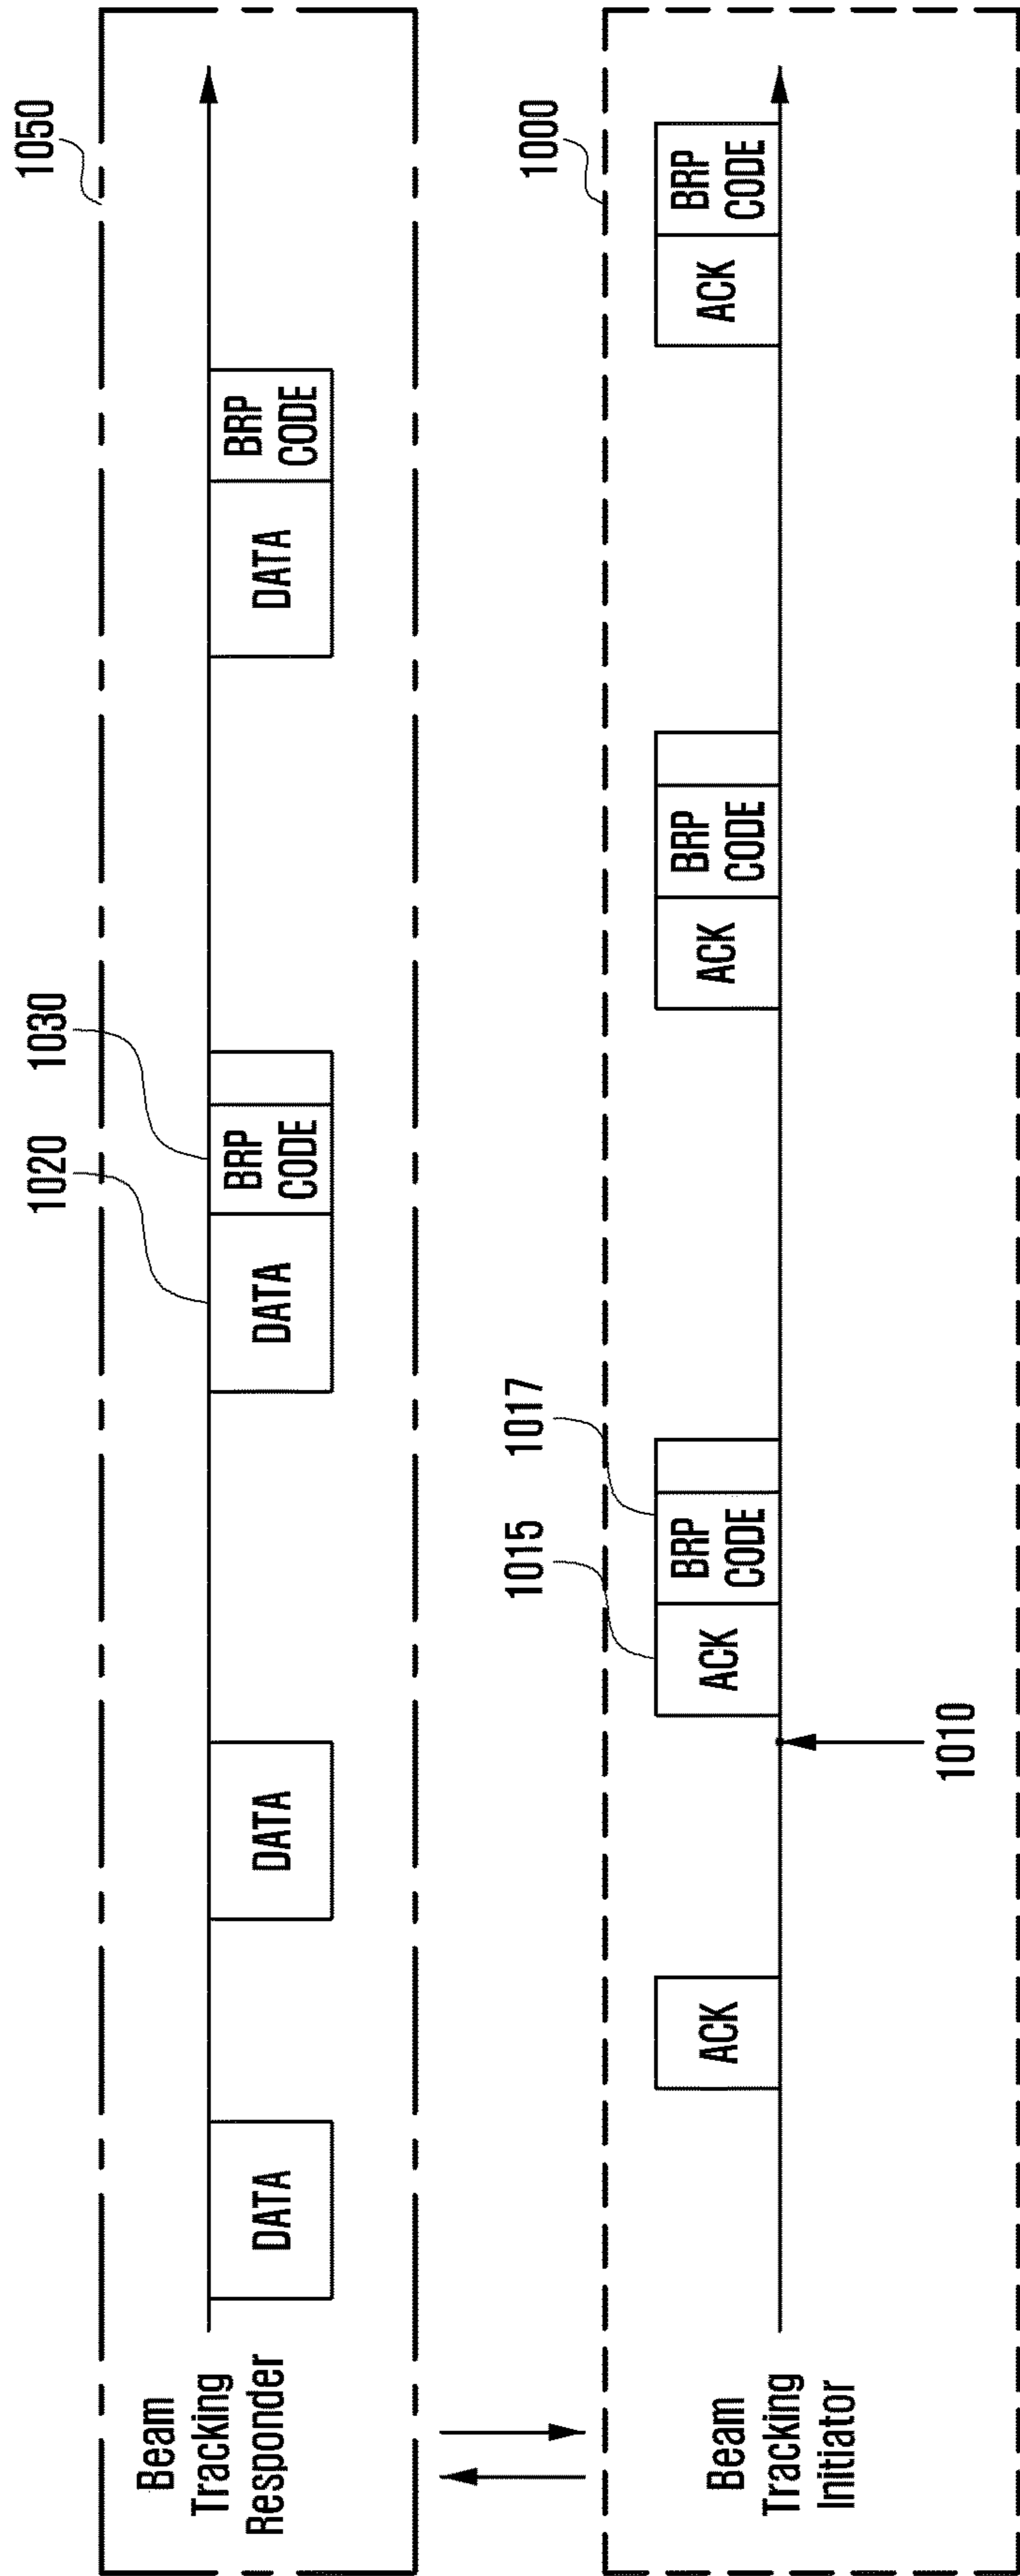 1050
Beam
Tracking
Responder
DATA
DATA
1020
DATA
1030
BRP
CODE
DATA
BRP
CODE
1000
Beam
Tracking
Initiator
ACK
1010
1015
ACK
1017
BRP
CODE
ACK
BRP
CODE
ACK
BRP
CODE